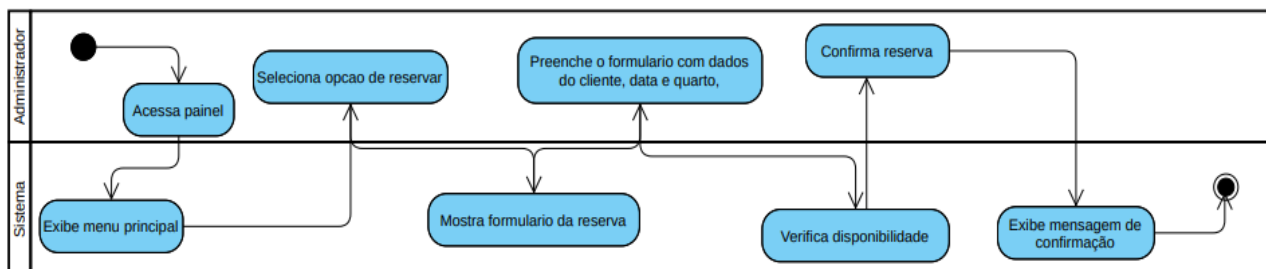 Administrador
Acessa painel
Seleciona opcao de reservar
Preenche o formulario com dados
do cliente, data e quarto,
Confirma reserva
Sistema
Exibe menu principal
Mostra formulario da reserva
Verifica disponibilidade
Exibe mensagem de
confirmação